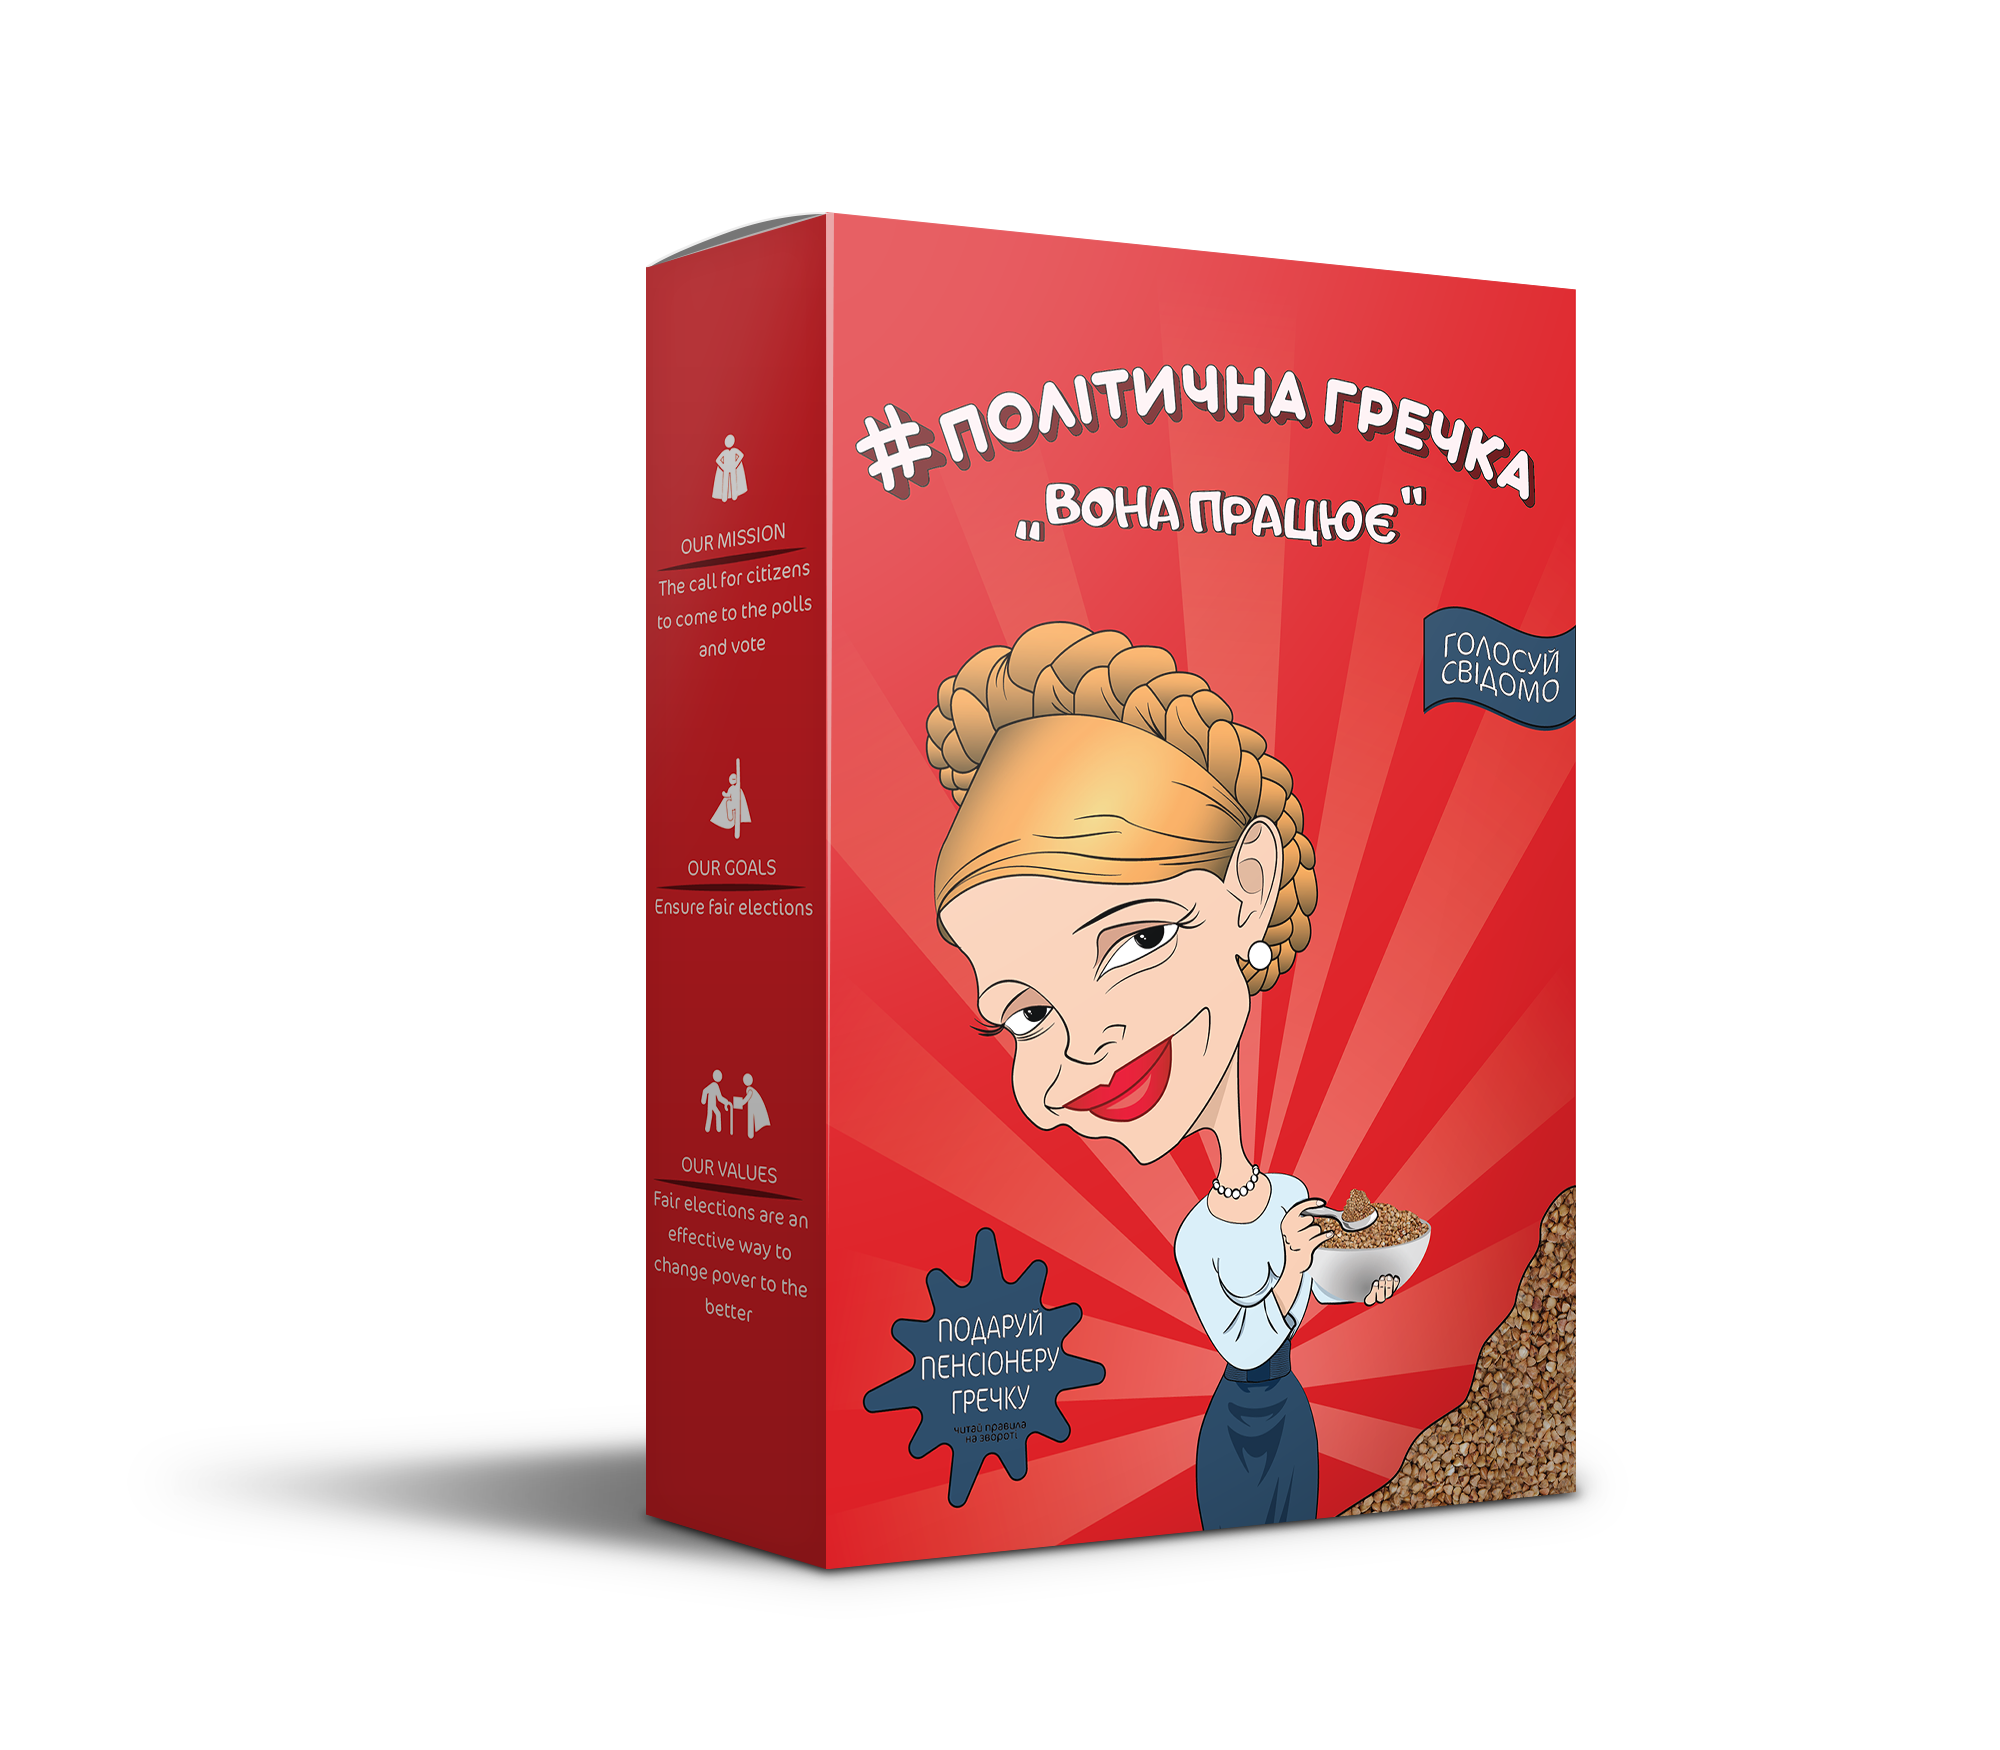 #ПОЛІТИЧНА ГРЕЧКА
„ВОНА ПРАЦЮЄ"
ГОЛОСУЙ
СВІДОМО
ПОДАРУЙ
ПЕНСІОНЕРУ
ГРЕЧКУ
читай правила
на звороті
OUR MISSION
The call for citizens
to come to the polls
and vote
OUR GOALS
Ensure fair elections
OUR VALUES
Fair elections are an
effective way to
change pover to the
better